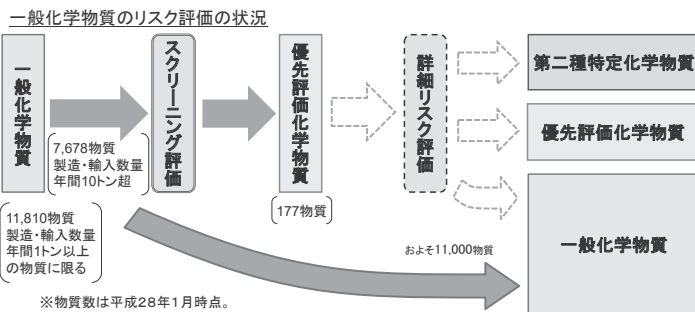 一般化学物質のリスク評価の状況
一般化学物質
スクリーニング評価
優先評価化学物質
詳細リスク評価
第二種特定化学物質
優先評価化学物質
一般化学物質
7,678物質
製造・輸入数量
年間10トン超
11,810物質
製造・輸入数量
年間1トン以上
の物質に限る
177物質
およそ11,000物質
※物質数は平成28年1月時点。